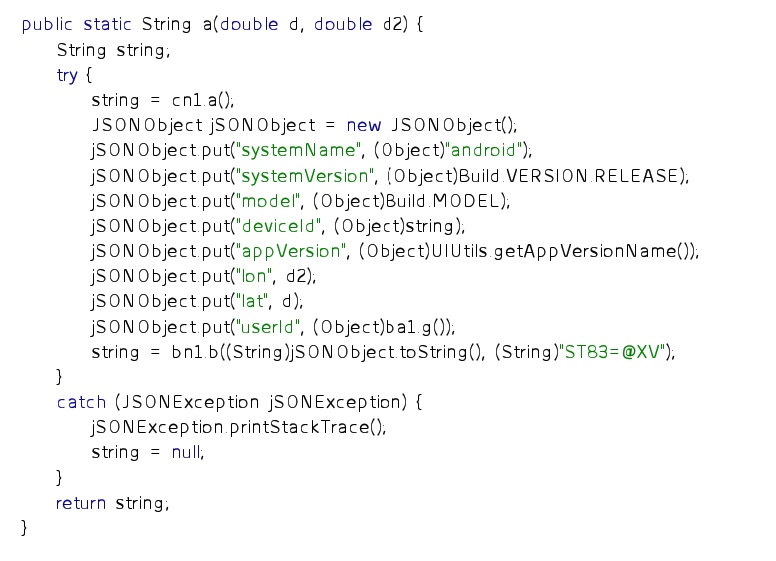 public static String a(double d, double d2) {
String string;
try {
string = cn1.a();
JSONObject jSONObject = new JSONObject();
jSONObject.put("systemName", (Object)"android");
jSONObject.put("systemVersion", (Object)Build.VERSION.RELEASE);
jSONObject.put("model", (Object)Build.MODEL);
jSONObject.put("deviceId", (Object)string);
jSONObject.put("appVersion", (Object)UIUtils.getAppVersionName());
jSONObject.put("lon", d2);
jSONObject.put("lat", d);
jSONObject.put("userId", (Object)ba1.g());
string = bn1.b((String)jSONObject.toString(), (String)"ST83=@XV");
}
catch (JSONException jSONException) {
jSONException.printStackTrace();
string = null;
}
return string;
}